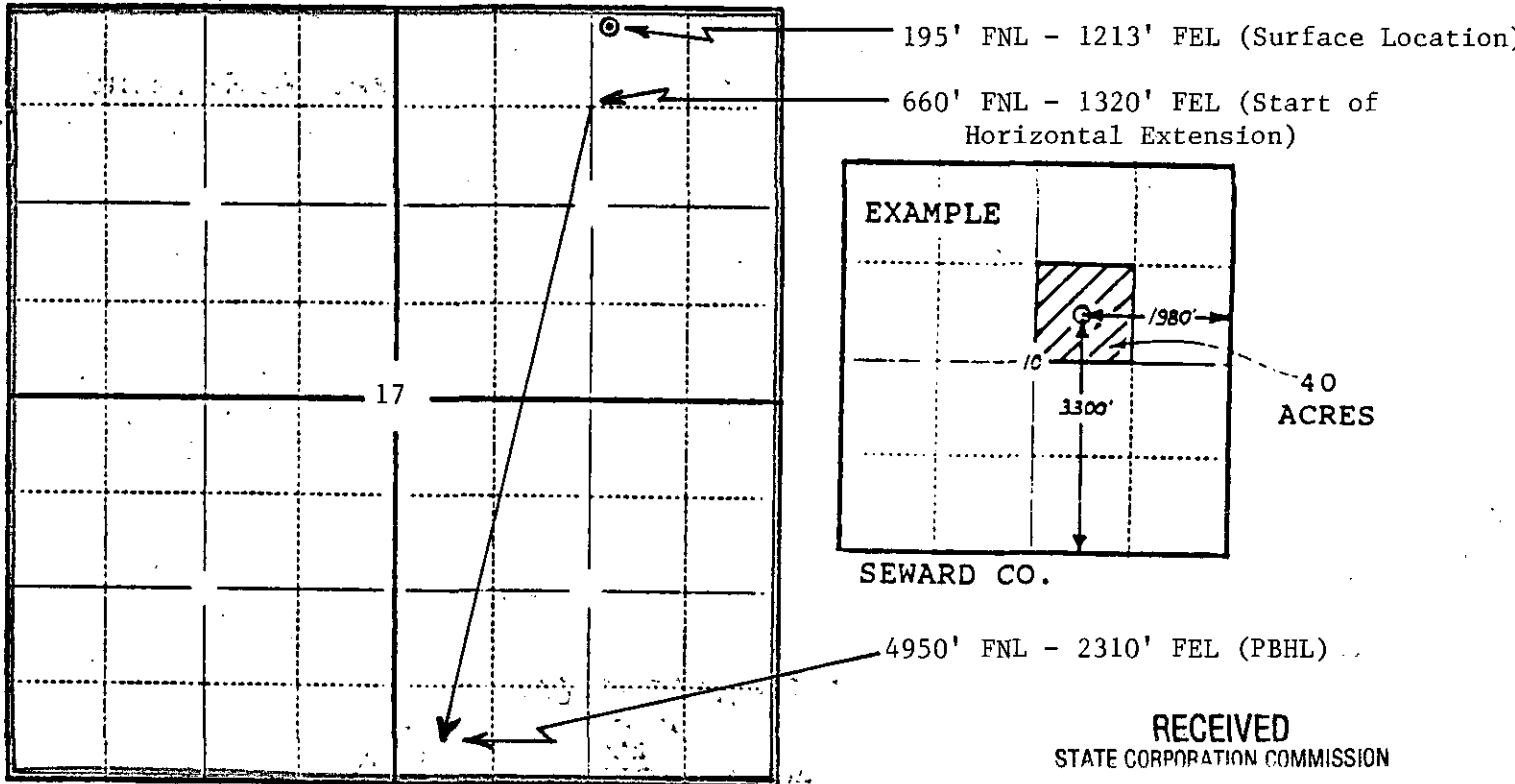 195' FNL - 1213' FEL (Surface Location)
660' FNL - 1320' FEL (Start of
Horizontal Extension)
EXAMPLE
1980'
10
3300'
40
ACRES
17
SEWARD CO.
4950' FNL - 2310' FEL (PBHL)
RECEIVED
STATE CORPORATION COMMISSION